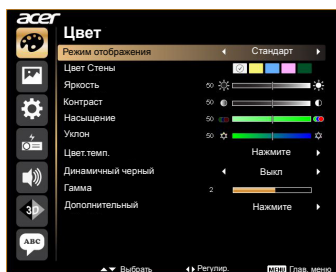 acer
Цвет
Режим отображения Стандарт
Цвет Стены
Яркость 50
Контраст 50
Насыщение 50
Уклон 50
Цвет.темп. Нажмите
Динамичный черный Выкл
Гамма 2
Дополнительный Нажмите
3D
ABC
Выбрать Регулир. MENU Глав. меню